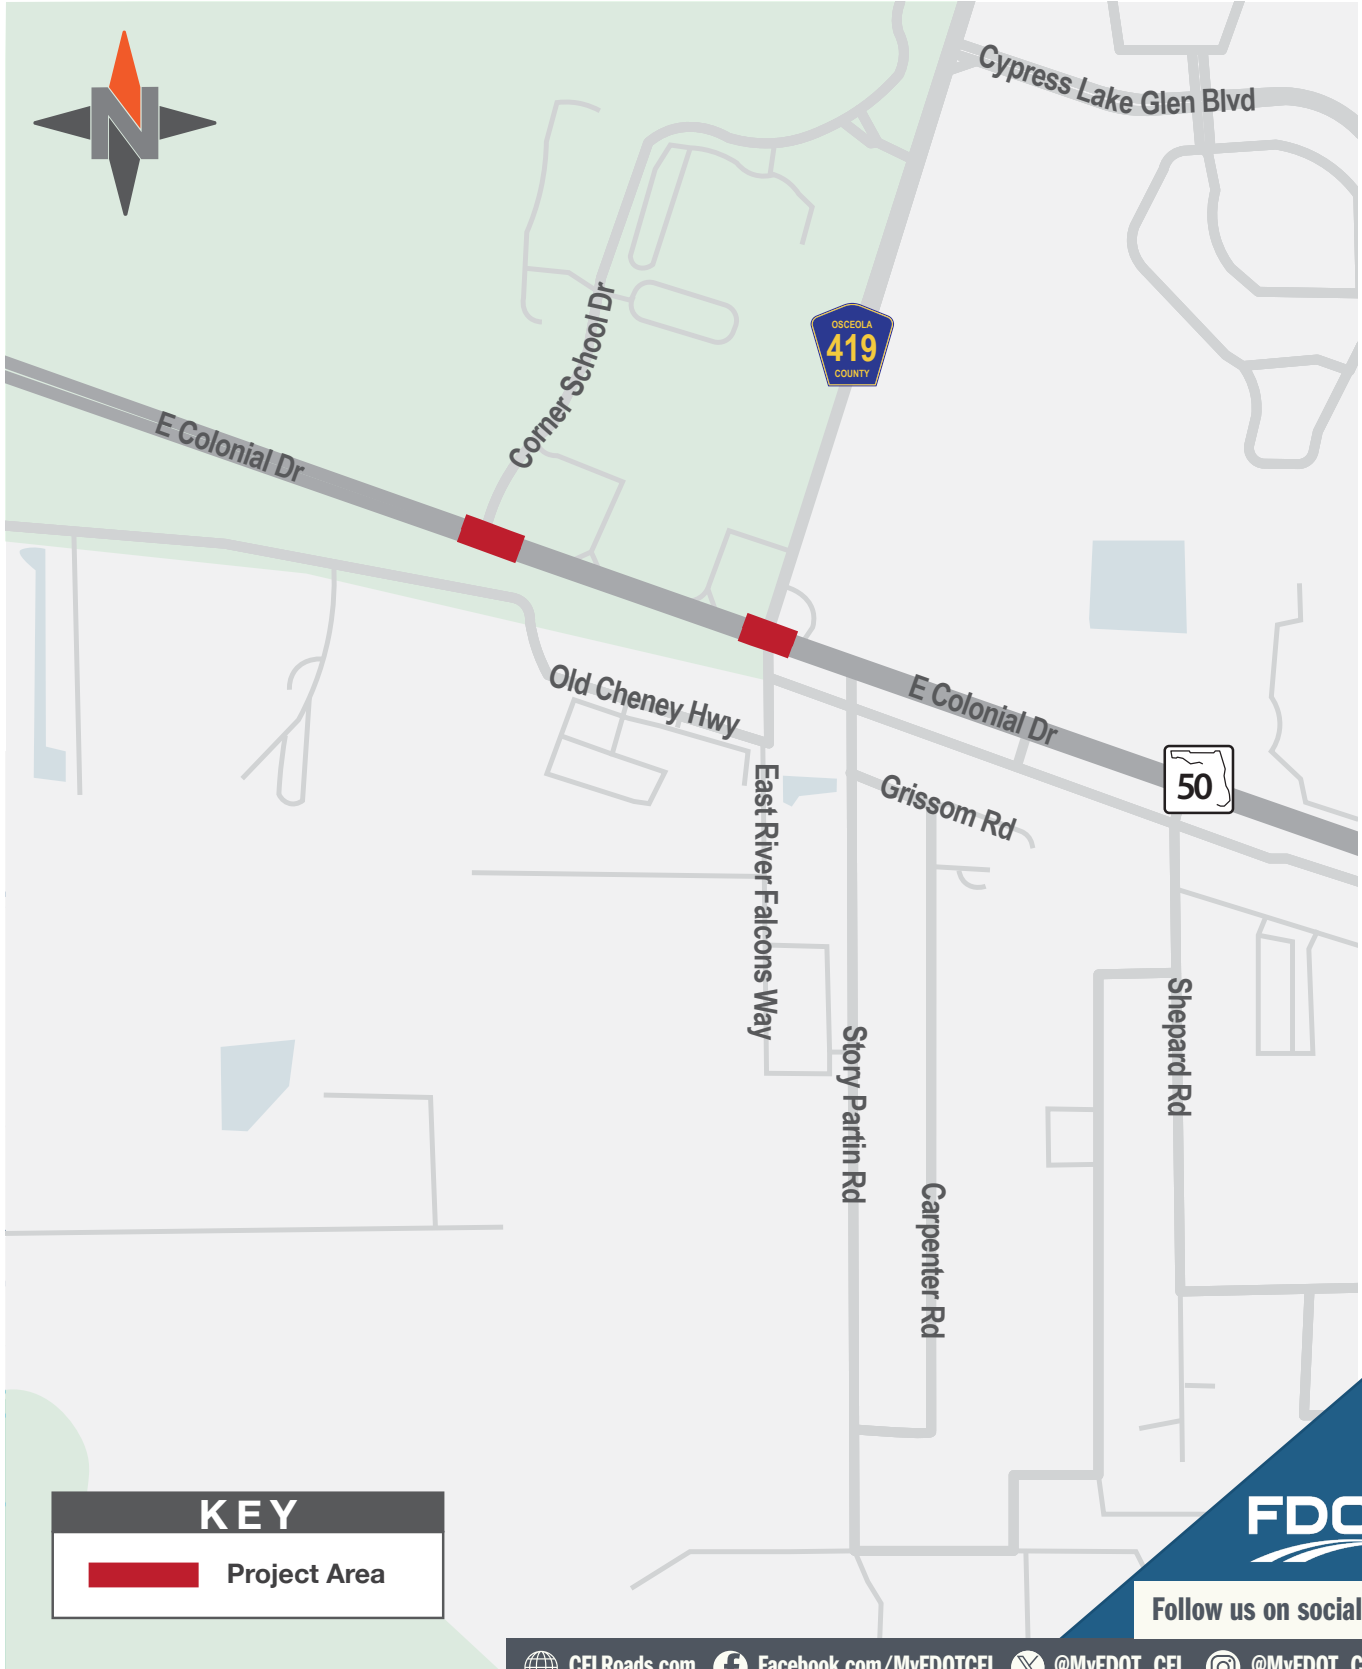 N
Cypress Lake Glen Blvd
OSCEOLA
419
COUNTY
Corner School Dr
E Colonial Dr
Old Cheney Hwy
E Colonial Dr
50
Grissom Rd
East River Falcons Way
Shepard Rd
Story Partin Rd
Carpenter Rd
KEY
Project Area
Follow us on social
CFLRoads.com Facebook.com/MyFDOTCFL @MyFDOT_CFL